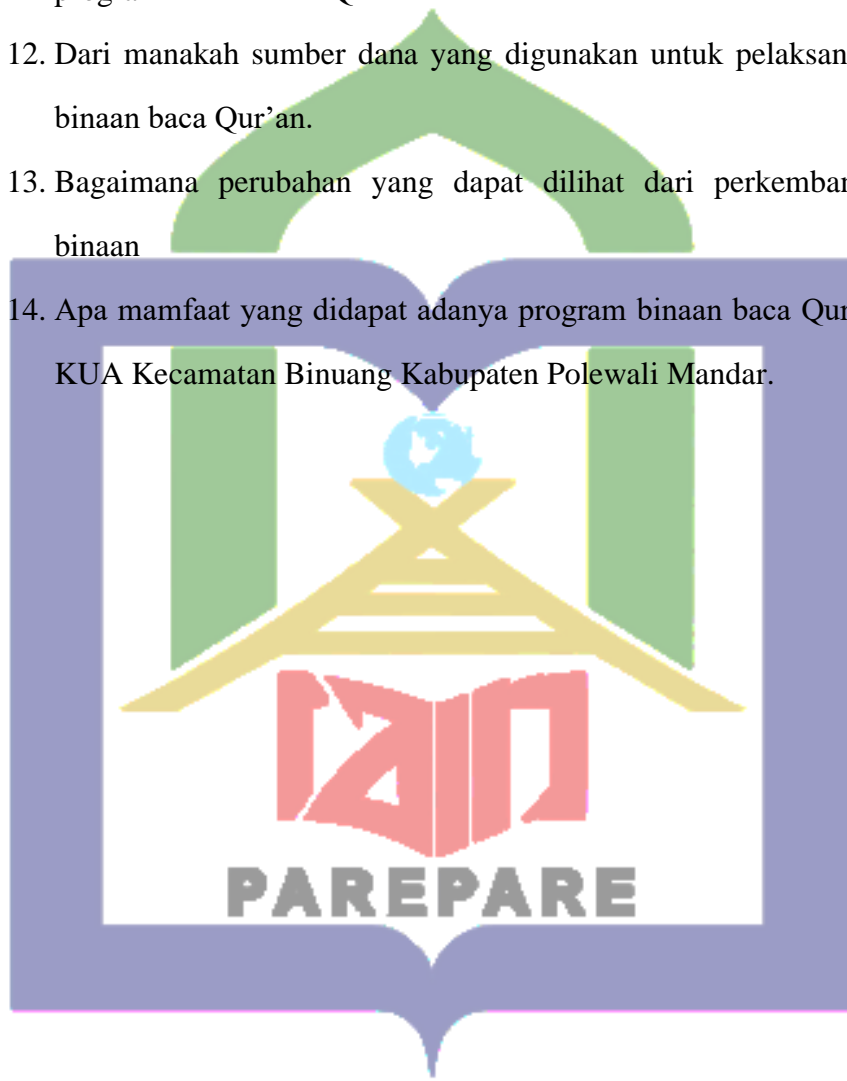 12. Dari manakah sumber dana yang digunakan untuk pelaksan
binaan baca Qur’an.
13. Bagaimana perubahan yang dapat dilihat dari perkemban
binaan
14. Apa mamfaat yang didapat adanya program binaan baca Qur
KUA Kecamatan Binuang Kabupaten Polewali Mandar.
iain
PAREPARE